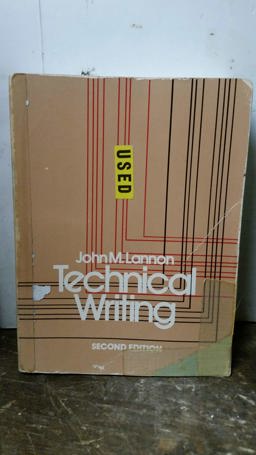 USED
John M. Lannon
Technical
Writing
SECOND EDITION